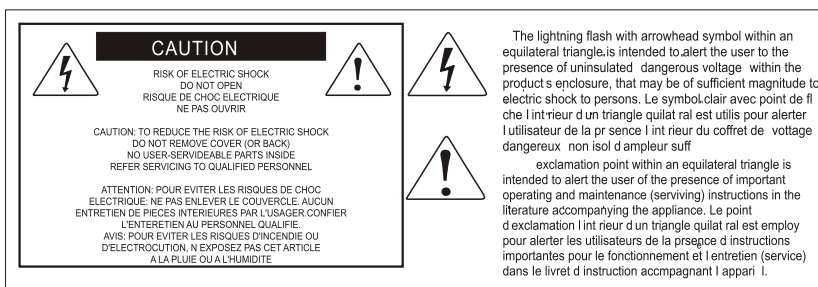 CAUTION
RISK OF ELECTRIC SHOCK
DO NOT OPEN
RISQUE DE CHOC ELECTRIQUE
NE PAS OUVRIR
CAUTION: TO REDUCE THE RISK OF ELECTRIC SHOCK
DO NOT REMOVE COVER (OR BACK)
NO USER-SERVIDEABLE PARTS INSIDE
REFER SERVICING TO QUALIFIED PERSONNEL
ATTENTION: POUR EVITER LES RISQUES DE CHOC
ELECTRIQUE: NE PAS ENLEVER LE COUVERCLE. AUCUN
ENTRETIEN DE PIECES INTERIEURES PAR L'USAGER.CONFIER
L'ENTERETIEN AU PERSONNEL QUALIFIE.
AVIS: POUR EVITER LES RISQUES D'INCENDIE OU
D'ELECTROCUTION, N EXPOSEZ PAS CET ARTICLE
A LA PLUIE OU A L'HUMIDITE
The lightning flash with arrowhead symbol within an
equilateral triangle.is intended to.alert the user to the
presence of uninsulated dangerous voltage within the
product s enclosure, that may be of sufficient magnitude to
electric shock to persons. Le symbol.clair avec point de fl
che l int rieur d un triangle quilat ral est utilis pour alerter
l utilisateur de la pr sence l int rieur du coffret de vottage
dangereux non isol d ampleur suff
exclamation point within an equilateral triangle is
intended to alert the user of the presence of important
operating and maintenance (serviving) instructions in the
literature accompanying the appliance. Le point
d exclamation l int rieur d un triangle quilat ral est employ
pour alerter les utilisateurs de la prsence d instructions
importantes pour le fonctionnement et l entretien (service)
dans le livret d instruction accmpagnant l appari l.